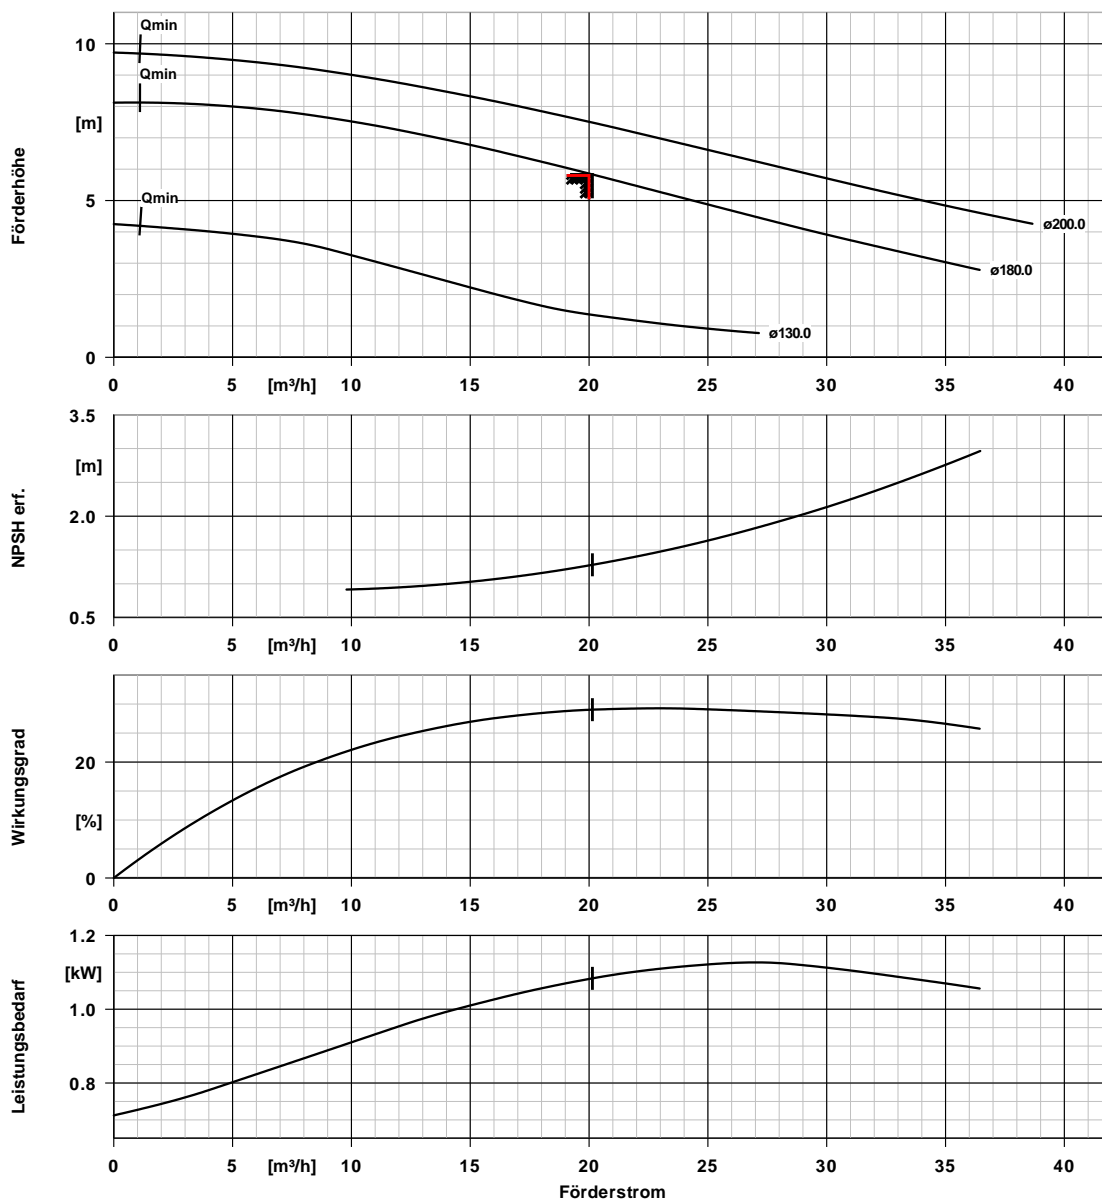 Qmin
10
Qmin
[m]
Förderhöhe
5
Qmin
ø200.0
ø180.0
ø130.0
0
0 5 [m³/h] 10 15 20 25 30 35 40
3.5
[m]
NPSH erf.
2.0
0.5
0 5 [m³/h] 10 15 20 25 30 35 40
Wirkungsgrad
20
[%]
0
0 5 [m³/h] 10 15 20 25 30 35 40
1.2
[kW]
Leistungsbedarf
1.0
0.8
0 5 [m³/h] 10 15 20 25 30 35 40
Förderstrom